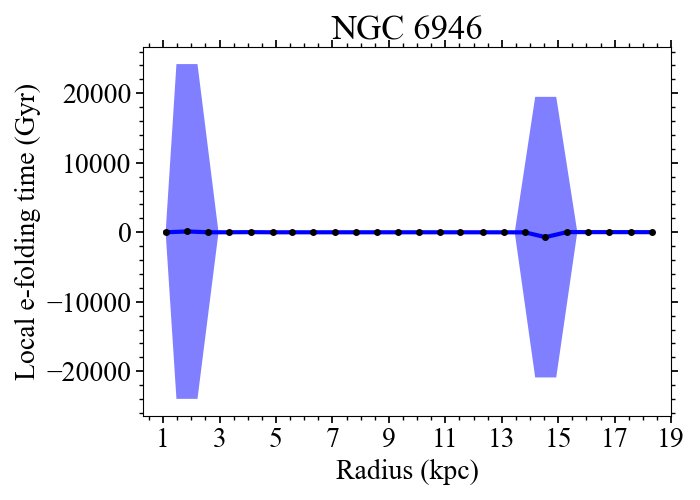 NGC 6946
Local e-folding time (Gyr)
20000
10000
0
−10000
−20000
1 3 5 7 9 11 13 15 17 19
Radius (kpc)